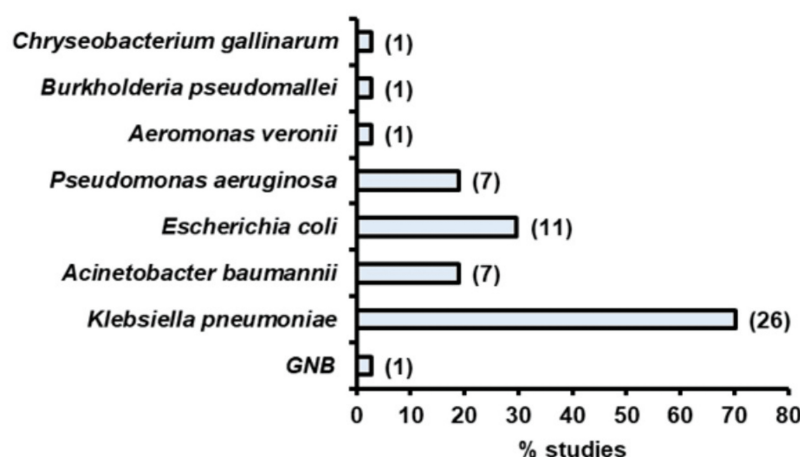 Chryseobacterium gallinarum (1)
Burkholderia pseudomallei (1)
Aeromonas veronii (1)
Pseudomonas aeruginosa (7)
Escherichia coli (11)
Acinetobacter baumannii (7)
Klebsiella pneumoniae (26)
GNB (1)
0 10 20 30 40 50 60 70 80
% studies